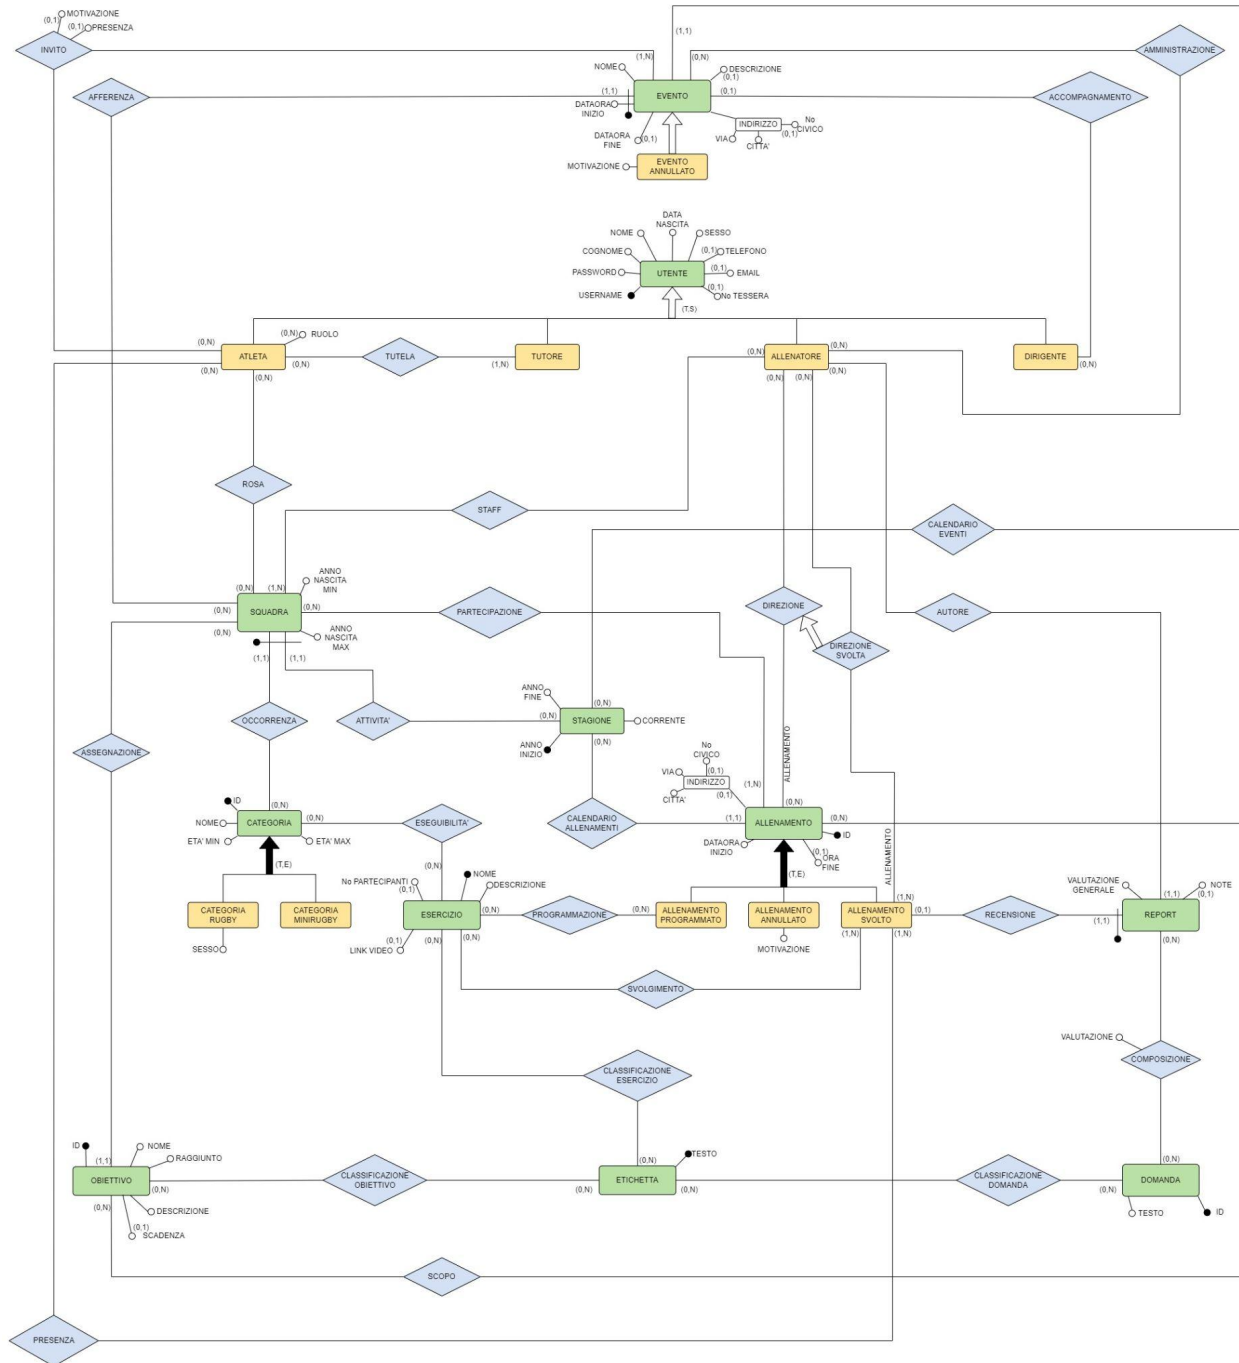 (0,1) MOTIVAZIONE
(0,1) PRESENZA
INVITO
(1,1)
AMMINISTRAZIONE
(1,N)
(0,N)
NOME
DESCRIZIONE
(0,1)
AFFERENZA
(1,1)
EVENTO
(0,1)
ACCOMPAGNAMENTO
DATAORA
INIZIO
INDIRIZZO
No
CIVICO
(0,1)
DATAORA
FINE
(0,1)
VIA
CITTA'
MOTIVAZIONE
EVENTO
ANNULLATO
DATA
NASCITA
NOME
SESSO
COGNOME
(0,1) TELEFONO
PASSWORD
UTENTE
(0,1) EMAIL
USERNAME
(0,1)
No TESSERA
(T,S)
(0,N) RUOLO
(0,N)
(0,N)
ATLETA
(0,N)
(0,N)
(0,N)
TUTELA
(1,N)
TUTORE
(0,N)
ALLENATORE
(0,N)
(0,N)
(0,N)
(0,N)
DIRIGENTE
(0,N)
ROSA
STAFF
CALENDARIO
EVENTI
ANNO
NASCITA
MIN
(0,N)
(1,N)
(0,N)
SQUADRA
(0,N)
(0,N)
ANNO
NASCITA
MAX
(1,1)
(1,1)
PARTECIPAZIONE
DIREZIONE
AUTORE
DIREZIONE
SVOLTA
ANNO
FINE
(0,N)
OCCORRENZA
ATTIVITA'
(0,N)
STAGIONE
CORRENTE
ANNO
INIZIO
(0,N)
ASSEGNAZIONE
ALLENAMENTO
No
CIVICO
(0,1)
VIA
INDIRIZZO
CITTA'
(0,1)
(1,N)
(0,N)
ID
(0,N)
NOME
CATEGORIA
(0,N)
ETA' MIN
ETA' MAX
(T,E)
ESEGUIBILITA'
CALENDARIO
ALLENAMENTI
(1,1)
ALLENAMENTO
(0,N)
ID
DATAORA
INIZIO
(0,1)
ORA
FINE
(T,E)
ALLENAMENTO
(0,N)
NOME
No PARTECIPANTI
(0,1)
DESCRIZIONE
VALUTAZIONE
GENERALE
NOTE
(1,1)
(0,1)
CATEGORIA
RUGBY
CATEGORIA
MINIRUGBY
ESERCIZIO
(0,N)
PROGRAMMAZIONE
(0,N)
ALLENAMENTO
PROGRAMMATO
ALLENAMENTO
ANNULLATO
ALLENAMENTO
SVOLTO
(1,N)
(0,1)
RECENSIONE
(1,1)
REPORT
SESSO
(0,1)
LINK VIDEO
(0,N)
(0,N)
MOTIVAZIONE
(1,N)
(1,N)
(0,N)
SVOLGIMENTO
VALUTAZIONE
COMPOSIZIONE
CLASSIFICAZIONE
ESERCIZIO
ID
NOME
RAGGIUNTO
(1,1)
OBIETTIVO
(0,N)
(0,N)
DESCRIZIONE
(0,1)
SCADENZA
CLASSIFICAZIONE
OBIETTIVO
(0,N)
TESTO
(0,N)
ETICHETTA
(0,N)
CLASSIFICAZIONE
DOMANDA
(0,N)
(0,N)
DOMANDA
TESTO
ID
SCOPO
PRESENZA